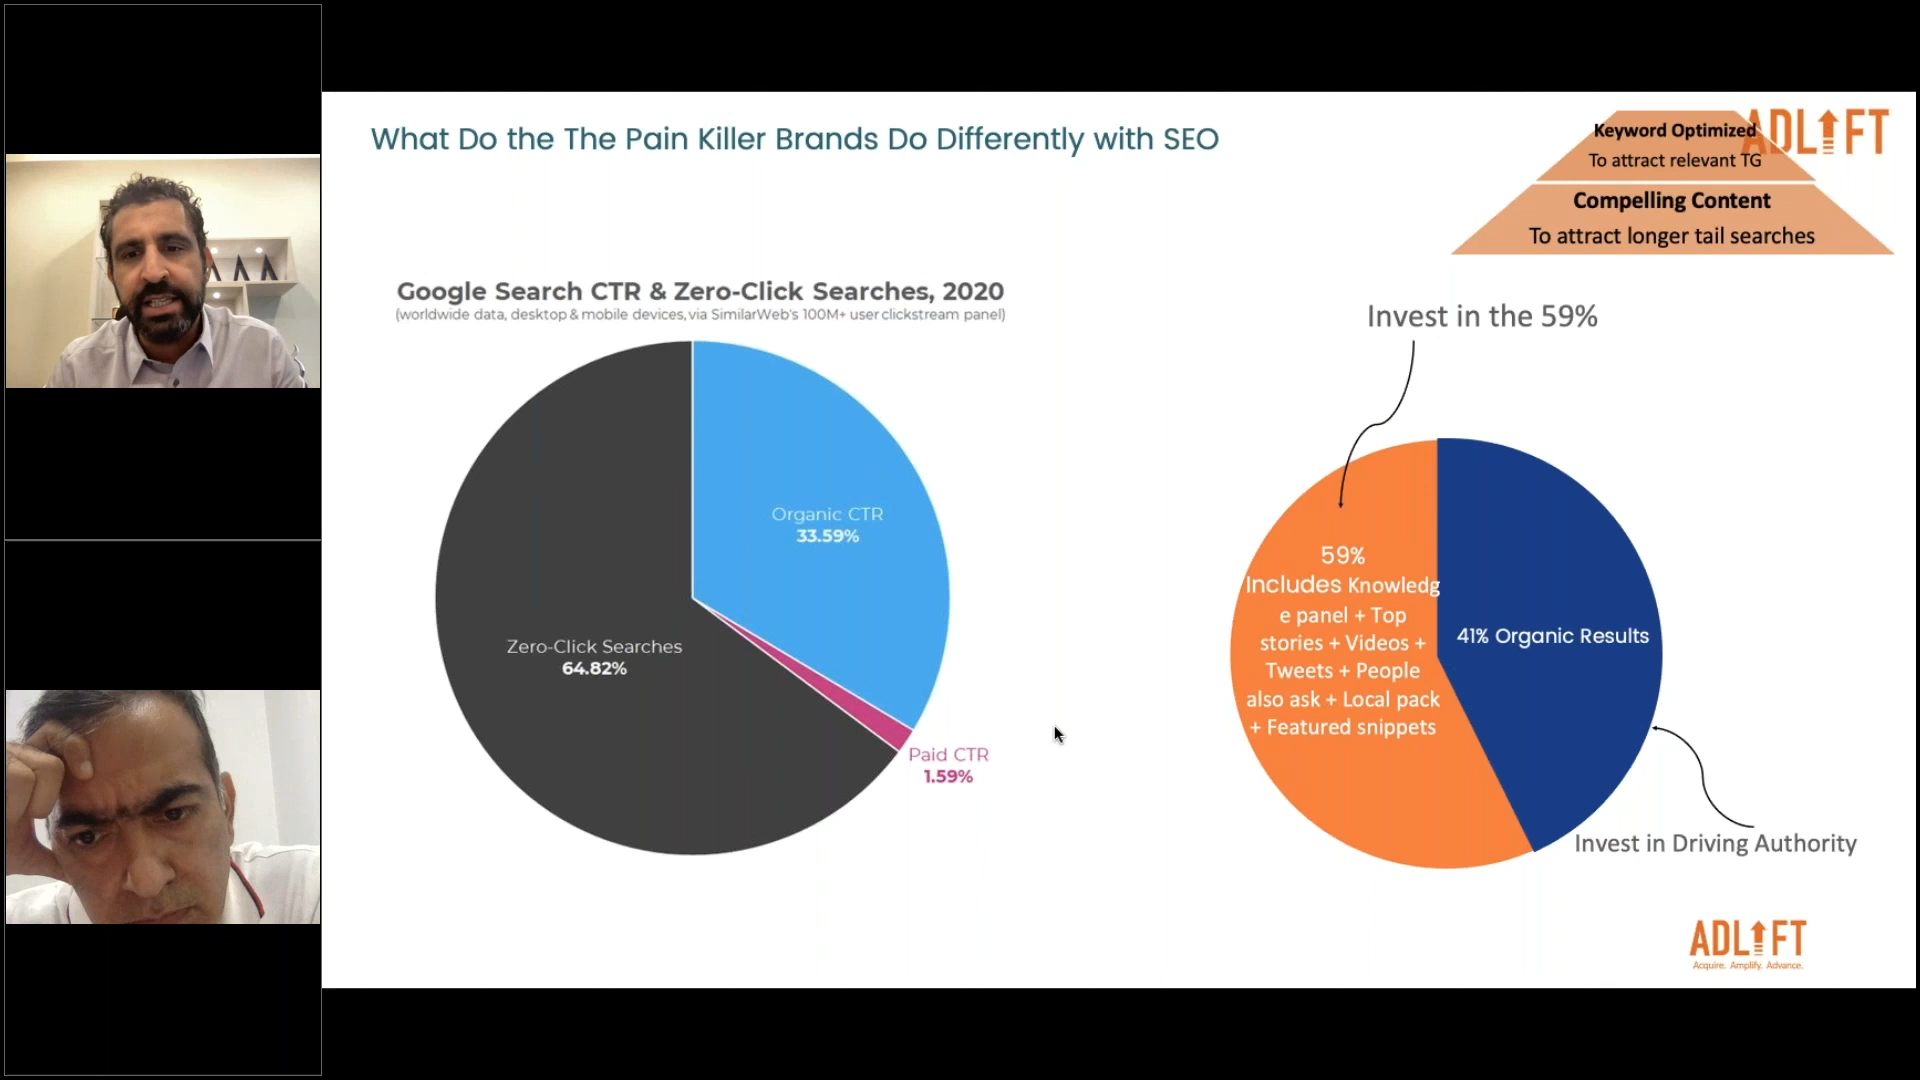 What Do the The Pain Killer Brands Do Differently with SEO
ADLIFT
Keyword Optimized
To attract relevant TG
Compelling Content
To attract longer tail searches
Google Search CTR & Zero-Click Searches, 2020
(worldwide data, desktop & mobile devices, via SimilarWeb's 100M+ user clickstream panel)
Organic CTR
33.59%
Zero-Click Searches
64.82%
Paid CTR
1.59%
Invest in the 59%
59%
Includes Knowledg
e panel + Top
stories + Videos +
Tweets + People
also ask + Local pack
+ Featured snippets
41% Organic Results
Invest in Driving Authority
ADLIFT
Acquire. Amplify. Advance.